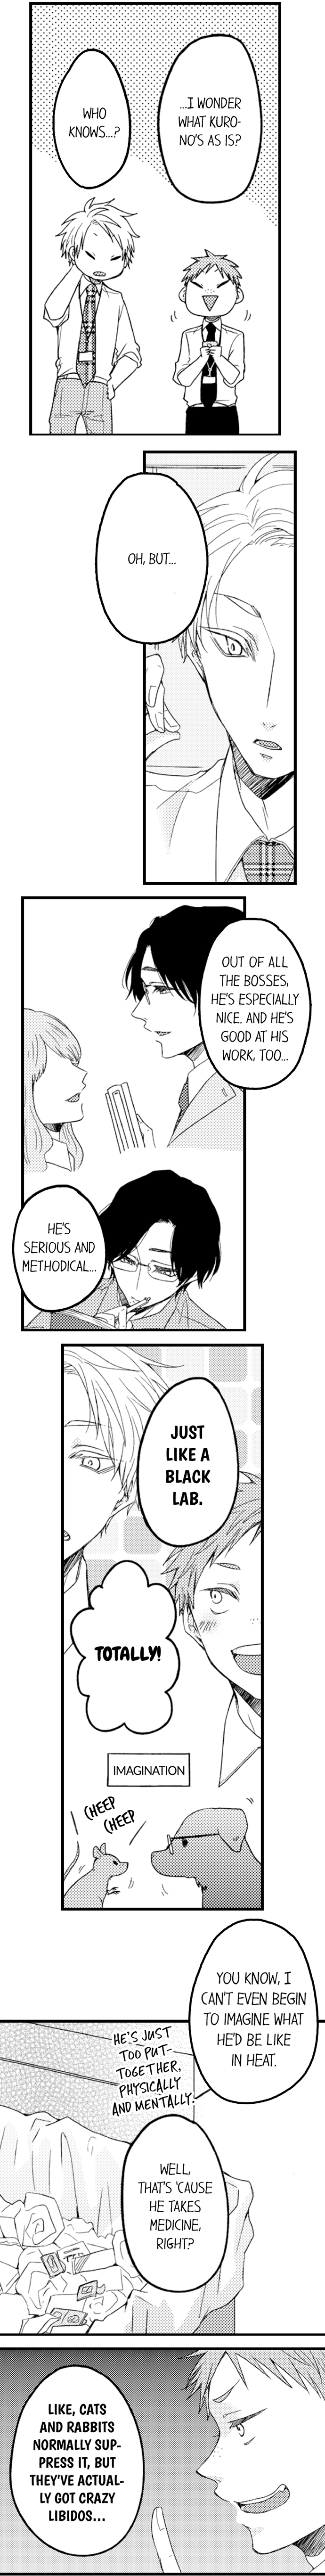 ...I WONDER
WHAT KURO-
NO'S AS IS?
WHO
KNOWS...?
OH, BUT...
OUT OF ALL
THE BOSSES,
HE'S ESPECIALLY
NICE. AND HE'S
GOOD AT HIS
WORK, TOO...
HE'S
SERIOUS AND
METHODICAL...
JUST
LIKE A
BLACK
LAB.
TOTALLY!
IMAGINATION
CHEEP
CHEEP
YOU KNOW, I
CAN'T EVEN BEGIN
TO IMAGINE WHAT
HE'D BE LIKE
IN HEAT.
HE'S JUST
TOO PUT-
TOGETHER,
PHYSICALLY
AND MENTALLY.
WELL,
THAT'S 'CAUSE
HE TAKES
MEDICINE,
RIGHT?
LIKE, CATS
AND RABBITS
NORMALLY SUP-
PRESS IT, BUT
THEY'VE ACTUAL-
LY GOT CRAZY
LIBIDOS...